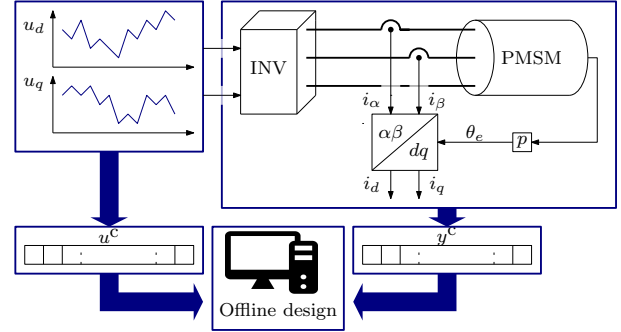 u_d
u_q
INV
PMSM
i_α
i_β
αβ
dq
θ_e
p
i_d
i_q
u^c
y^c
Offline design